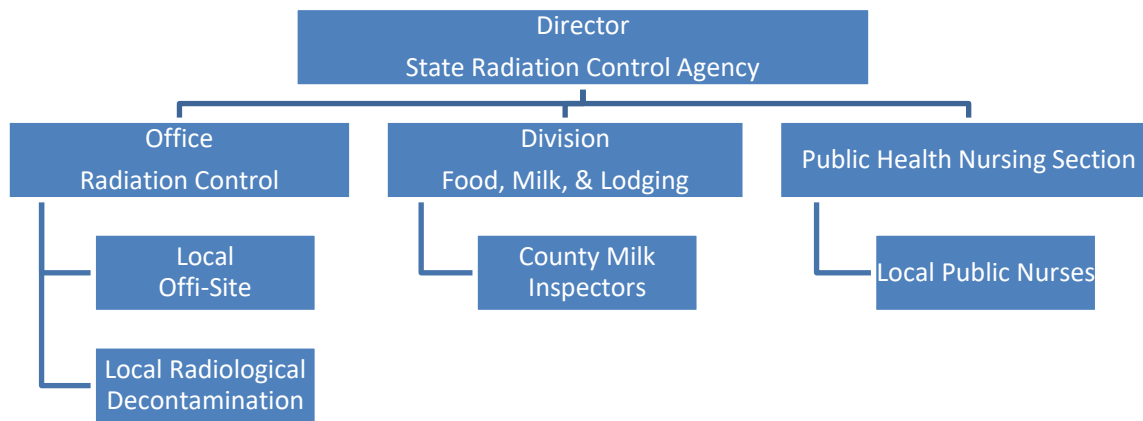 Director
State Radiation Control Agency
Office
Radiation Control
Division
Food, Milk, & Lodging
Public Health Nursing Section
Local
Offi-Site
County Milk
Inspectors
Local Public Nurses
Local Radiological
Decontamination